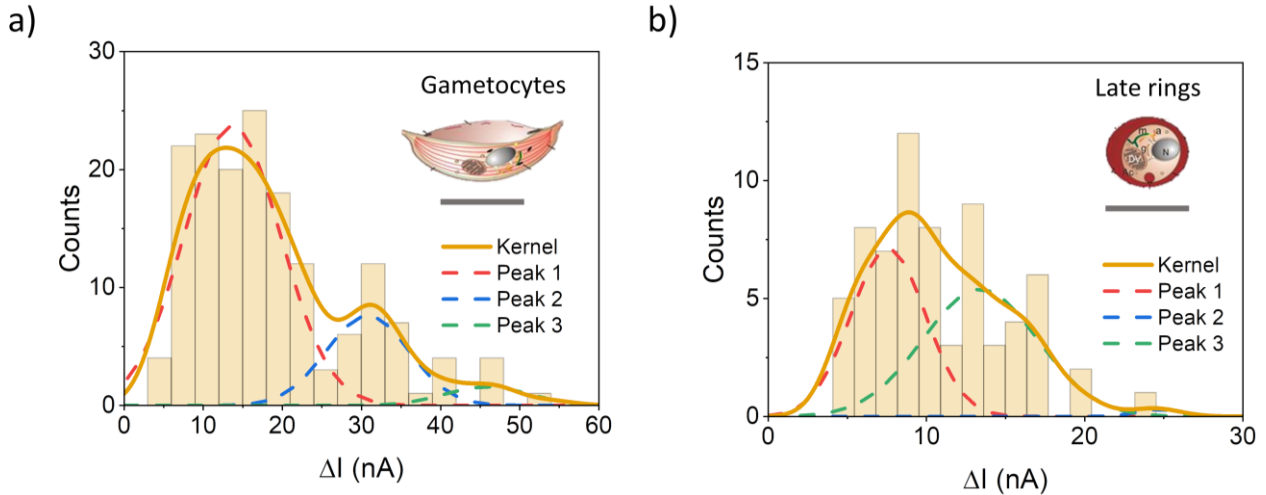 a)
30
20
10
0
Counts
0 10 20 30 40 50 60
ΔI (nA)
Gametocytes
Kernel
Peak 1
Peak 2
Peak 3
b)
15
10
5
0
Counts
0 10 20 30
ΔI (nA)
Late rings
m a
g
Dv
N
Kernel
Peak 1
Peak 2
Peak 3